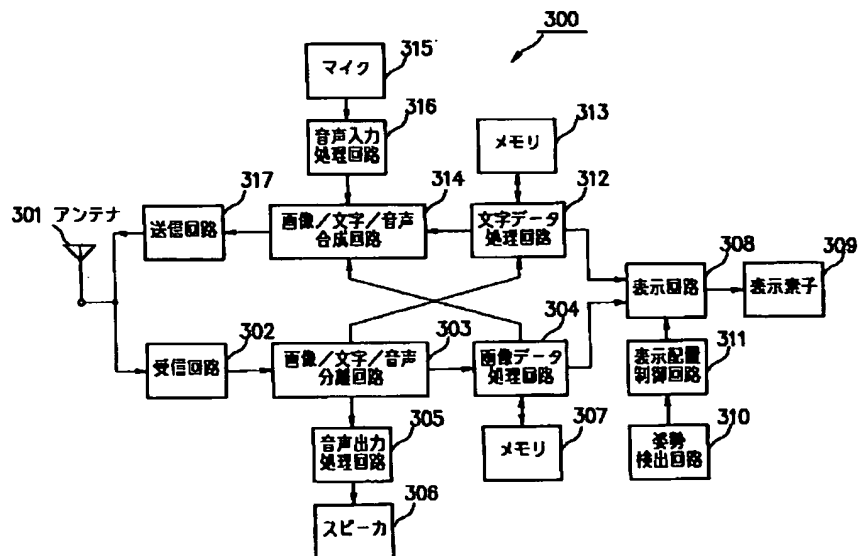 300
315
マイク
316
音声入力
処理回路
313
メモリ
301 アンテナ
317
送信回路
314
画像/文字/音声
合成回路
312
文字データ
処理回路
308
表示回路
309
表示素子
302
受信回路
303
画像/文字/音声
分離回路
304
画像データ
処理回路
311
表示配置
制御回路
305
音声出力
処理回路
307
メモリ
310
姿勢
検出回路
306
スピーカ